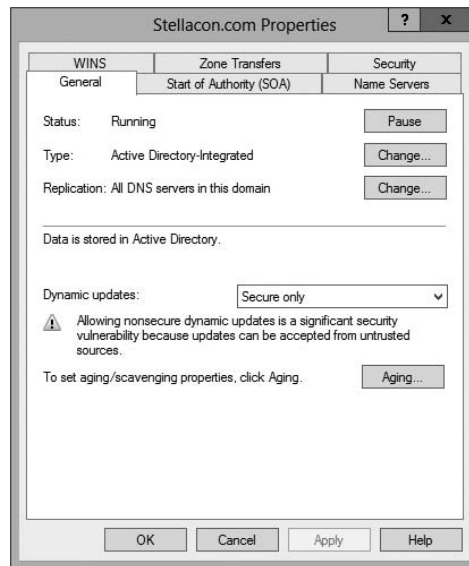 Stellacon.com Properties
? x
WINS Zone Transfers Security
General Start of Authority (SOA) Name Servers
Status: Running Pause
Type: Active Directory-Integrated Change...
Replication: All DNS servers in this domain Change...
Data is stored in Active Directory.
Dynamic updates: Secure only
Allowing nonsecure dynamic updates is a significant security
vulnerability because updates can be accepted from untrusted
sources.
To set aging/scavenging properties, click Aging. Aging...
OK Cancel Apply Help